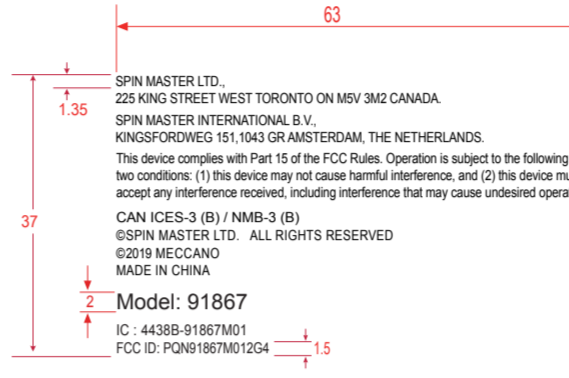 63
SPIN MASTER LTD.,
225 KING STREET WEST TORONTO ON M5V 3M2 CANADA.
1.35
SPIN MASTER INTERNATIONAL B.V.,
KINGSFORDWEG 151,1043 GR AMSTERDAM, THE NETHERLANDS.
This device complies with Part 15 of the FCC Rules. Operation is subject to the following
two conditions: (1) this device may not cause harmful interference, and (2) this device
accept any interference received, including interference that may cause undesired
CAN ICES-3 (B) / NMB-3 (B)
37
©SPIN MASTER LTD. ALL RIGHTS RESERVED
©2019 MECCANO
MADE IN CHINA
2
Model: 91867
IC : 4438B-91867M01
FCC ID: PQN91867M012G4
1.5